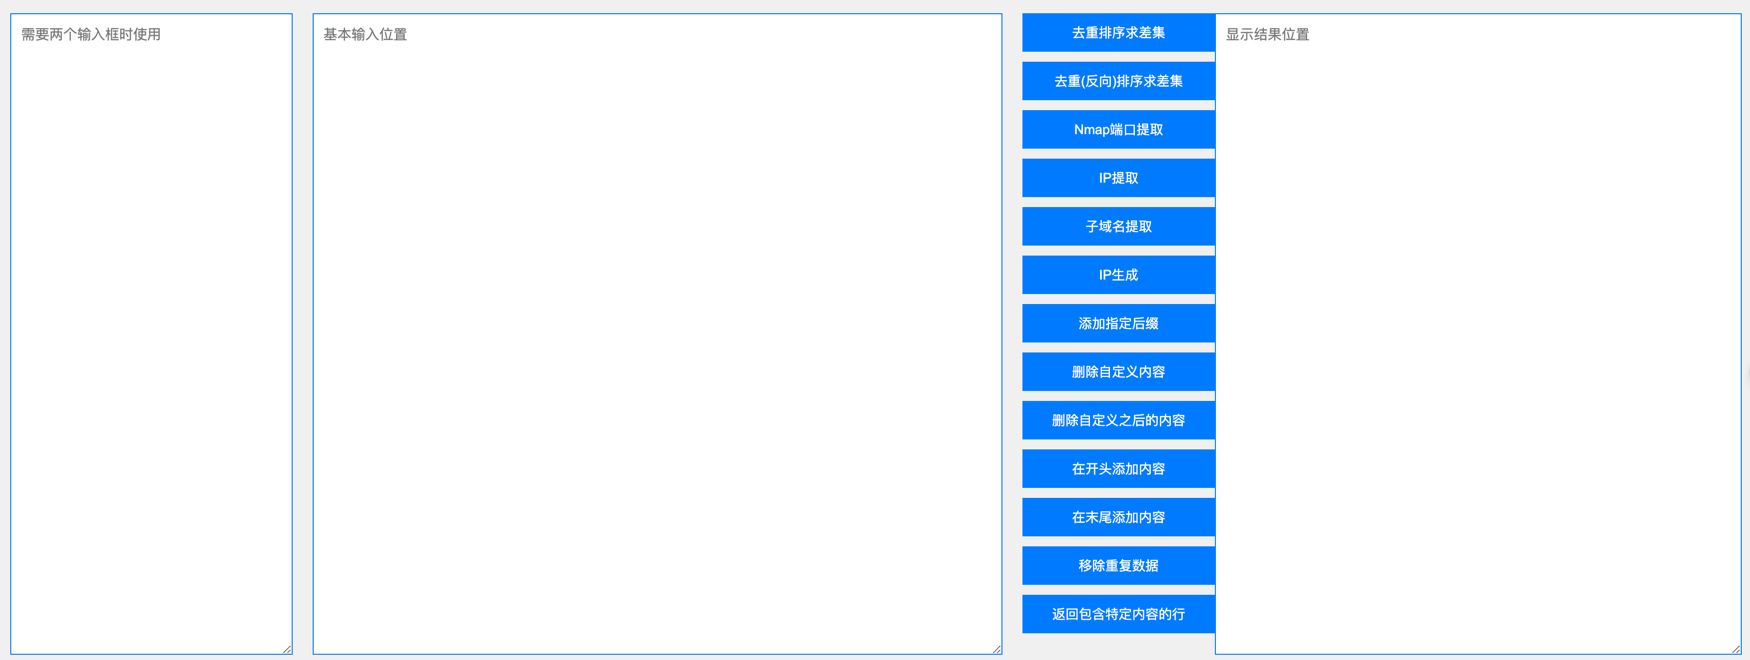 需要两个输入框时使用
基本输入位置
去重排序求差集
去重(反向)排序求差集
Nmap端口提取
IP提取
子域名提取
IP生成
添加指定后缀
删除自定义内容
删除自定义之后的内容
在开头添加内容
在末尾添加内容
移除重复数据
返回包含特定内容的行
显示结果位置